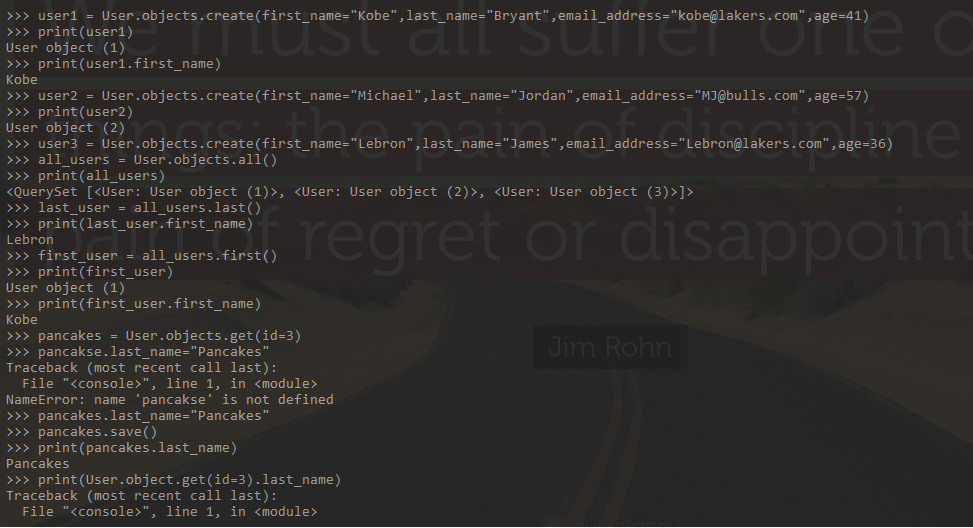 >>> user1 = User.objects.create(first_name="Kobe",last_name="Bryant",email_address="kobe@lakers.com",age=41)
>>> print(user1)
User object (1)
>>> print(user1.first_name)
Kobe
>>> user2 = User.objects.create(first_name="Michael",last_name="Jordan",email_address="MJ@bulls.com",age=57)
>>> print(user2)
User object (2)
>>> user3 = User.objects.create(first_name="Lebron",last_name="James",email_address="Lebron@lakers.com",age=36)
>>> all_users = User.objects.all()
>>> print(all_users)
<QuerySet [<User: User object (1)>, <User: User object (2)>, <User: User object (3)>]>
>>> last_user = all_users.last()
>>> print(last_user.first_name)
Lebron
>>> first_user = all_users.first()
>>> print(first_user)
User object (1)
>>> print(first_user.first_name)
Kobe
>>> pancakes = User.objects.get(id=3)
>>> pancakse.last_name="Pancakes"
Traceback (most recent call last):
  File "<console>", line 1, in <module>
NameError: name 'pancakse' is not defined
>>> pancakes.last_name="Pancakes"
>>> pancakes.save()
>>> print(pancakes.last_name)
Pancakes
>>> print(User.object.get(id=3).last_name)
Traceback (most recent call last):
  File "<console>", line 1, in <module>
must all suffer one o
ngs: the pain of discipline
pain of regret or disappoint
Jim Rohn